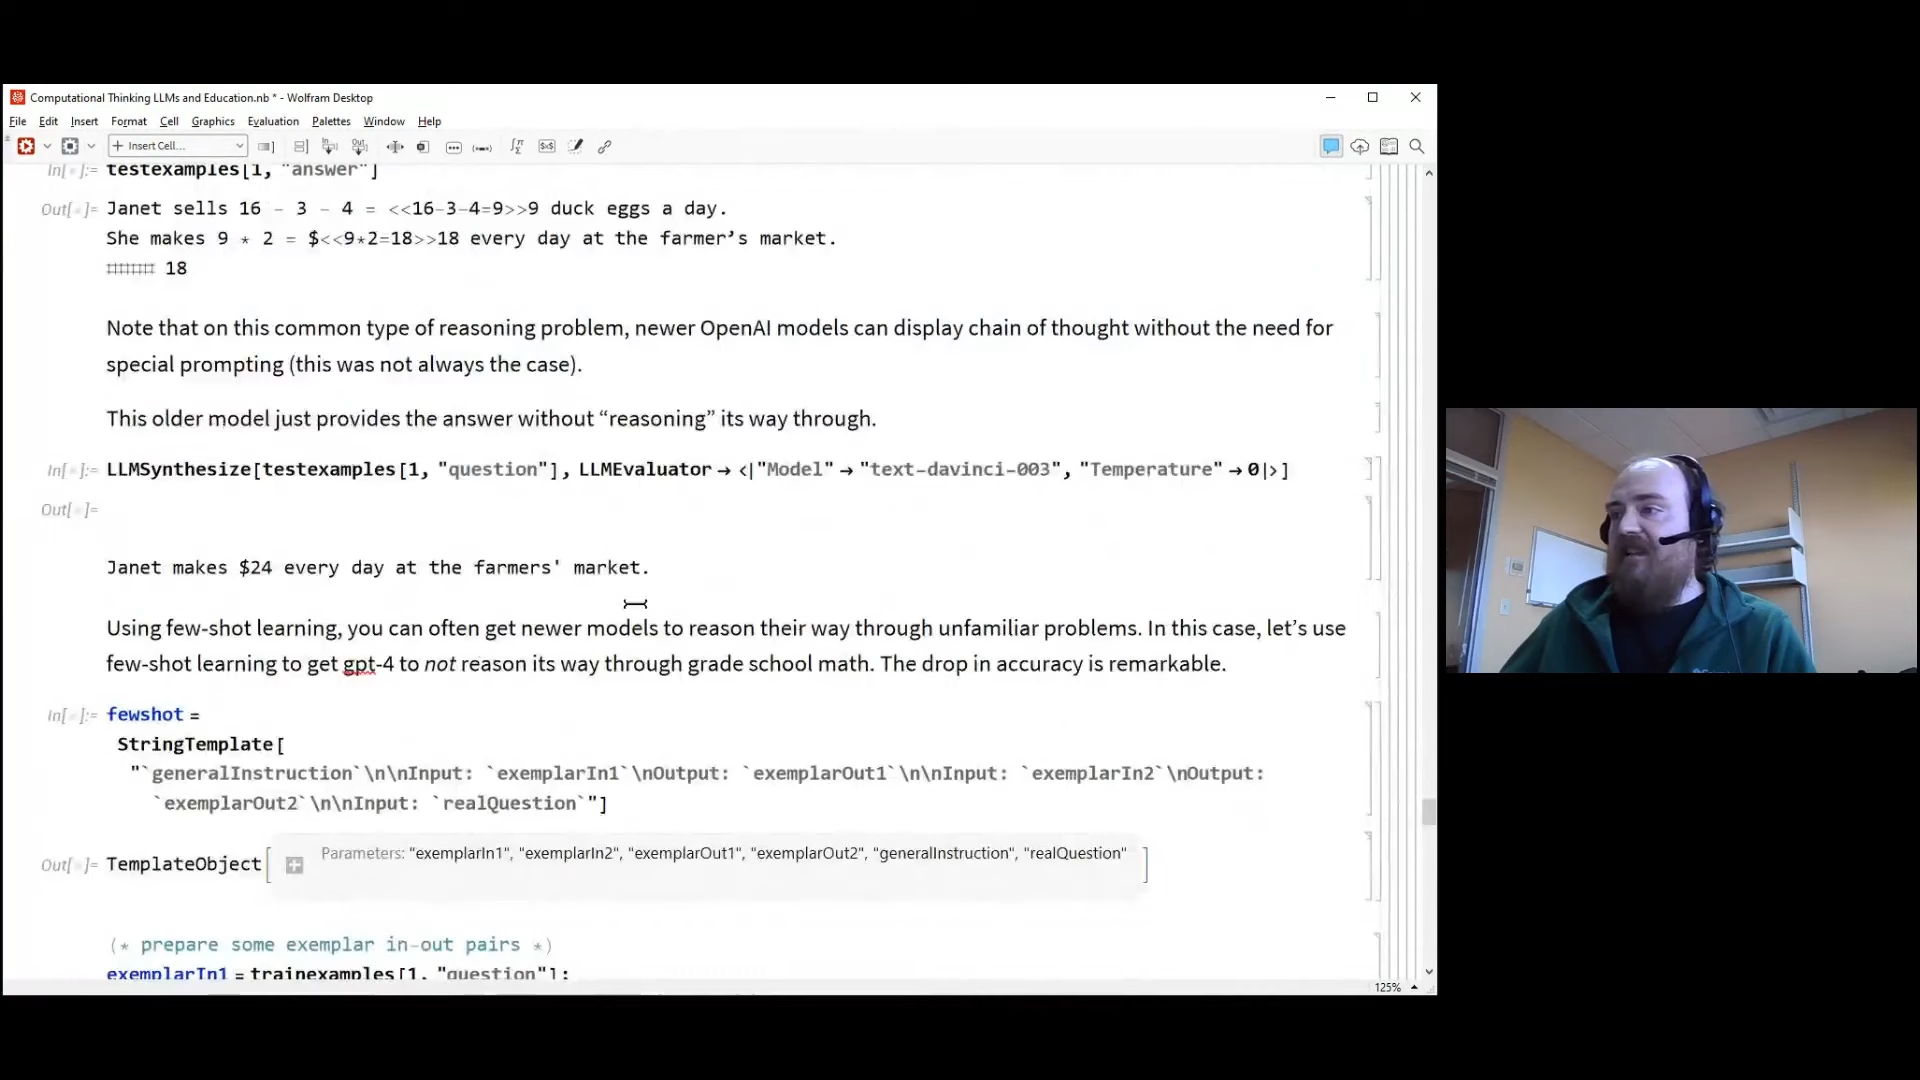 Computational Thinking LLMs and Education.nb * - Wolfram Desktop
File Edit Insert Format Cell Graphics Evaluation Palettes Window Help
Insert Cell...
In[ ]:= testexamples[1, "answer"]
Out[ ]= Janet sells 16 - 3 - 4 = <<16-3-4=9>>9 duck eggs a day.
She makes 9 * 2 = $<<9*2=18>>18 every day at the farmer’s market.
#### 18
Note that on this common type of reasoning problem, newer OpenAI models can display chain of thought without the need for
special prompting (this was not always the case).
This older model just provides the answer without “reasoning” its way through.
In[ ]:= LLMSynthesize[testexamples[1, "question"], LLMEvaluator → <|"Model" → "text-davinci-003", "Temperature" → 0|>]
Out[ ]=
Janet makes $24 every day at the farmers' market.
Using few-shot learning, you can often get newer models to reason their way through unfamiliar problems. In this case, let’s use
few-shot learning to get gpt-4 to not reason its way through grade school math. The drop in accuracy is remarkable.
In[ ]:= fewshot =
StringTemplate[
"`generalInstruction`\n\nInput: `exemplarIn1`\nOutput: `exemplarOut1`\n\nInput: `exemplarIn2`\nOutput:
`exemplarOut2`\n\nInput: `realQuestion`"]
Out[ ]= TemplateObject[ Parameters: "exemplarIn1", "exemplarIn2", "exemplarOut1", "exemplarOut2", "generalInstruction", "realQuestion" ]
(* prepare some exemplar in-out pairs *)
exemplarIn1 = trainexamples[1, "question"];
125%